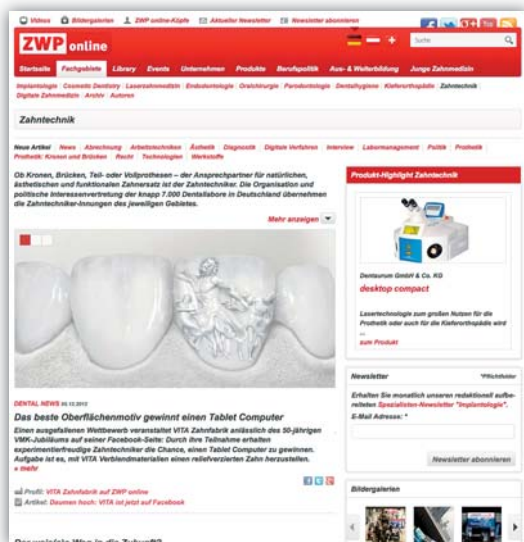 Videos Bildergalerien ZWP online-Köpfe Aktueller Newsletter Newsletter abonnieren
ZWP online
Suche
Startseite Fachgebiete Library Events Unternehmen Produkte Berufspolitik Aus- & Weiterbildung Junge Zahnmedizin
Implantologie Cosmetic Dentistry Laserzahnmedizin Endodontologie Oralchirurgie Parodontologie Dentalhygiene Kieferorthopädie Zahntechnik
Digitale Zahnmedizin Archiv Autoren
Zahntechnik
Neue Artikel News Abrechnung Arbeitstechniken Ästhetik Diagnostik Digitale Verfahren Interview Labormanagement Politik Prothetik
Prothetik: Kronen und Brücken Recht Technologien Werkstoffe
Ob Kronen, Brücken, Teil- oder Vollprothesen – der Ansprechpartner für natürlichen,
ästhetischen und funktionalen Zahnersatz ist der Zahntechniker. Die Organisation und
politische Interessenvertretung der knapp 7.000 Dentallabore in Deutschland übernehmen
die Zahntechniker-Innungen des jeweiligen Gebietes.
Mehr anzeigen
DENTAL NEWS 05.12.2012
Das beste Oberflächenmotiv gewinnt einen Tablet Computer
Einen ausgefallenen Wettbewerb veranstaltet VITA Zahnfabrik anlässlich des 50-jährigen
VMK-Jubiläums auf seiner Facebook-Seite: Durch ihre Teilnahme erhalten
experimentierfreudige Zahntechniker die Chance, einen Tablet Computer zu gewinnen.
Aufgabe ist es, mit VITA Verblendmaterialien einen reliefverzierten Zahn herzustellen.
» mehr
Profil: VITA Zahnfabrik auf ZWP online
Artikel: Daumen hoch: VITA ist jetzt auf Facebook
Produkt-Highlight Zahntechnik
Dentaurum GmbH & Co. KG
desktop compact
Lasertechnologie zum großen Nutzen für die
Prothetik oder auch für die Kieferorthopädie wird
...
zum Produkt
Newsletter *Pflichtfelder
Erhalten Sie monatlich unseren redaktionell aufbe-
reiteten Spezialisten-Newsletter "Implantologie".
E-Mail Adresse: *
Newsletter abonnieren
Bildergalerien